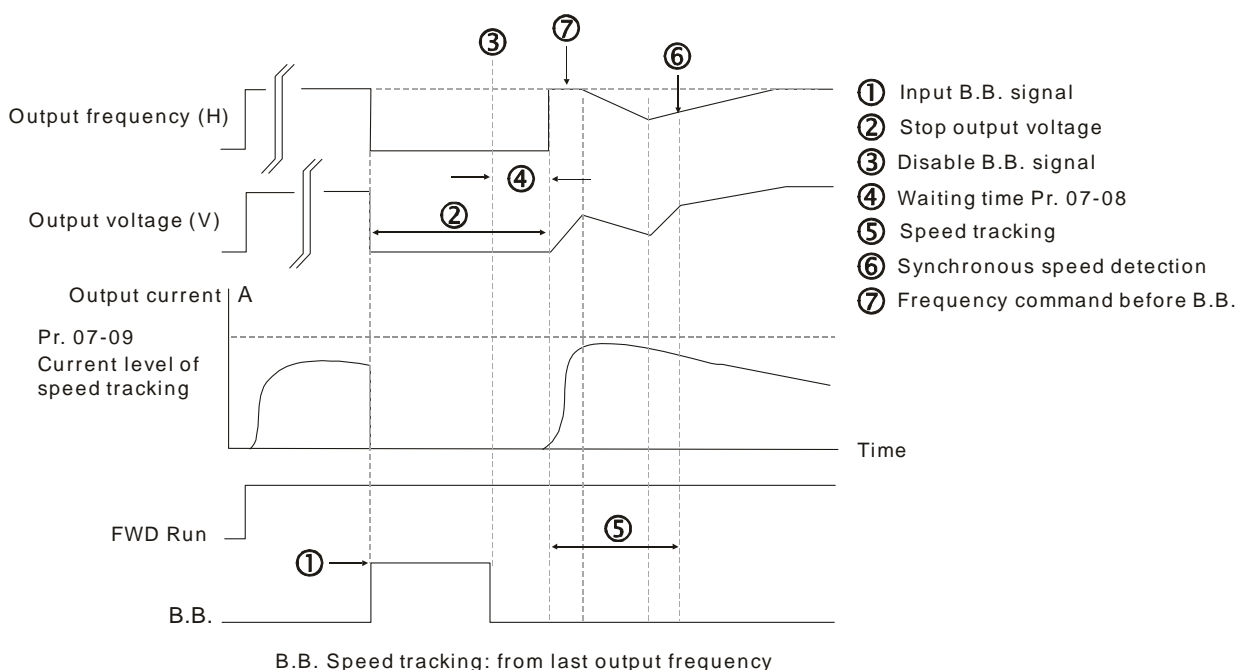 ③
⑦
⑥
Output frequency (H)
④
Output voltage (V)
②
Output current A
Pr. 07-09
Current level of
speed tracking
Time
FWD Run
⑤
①
B.B.
① Input B.B. signal
② Stop output voltage
③ Disable B.B. signal
④ Waiting time Pr. 07-08
⑤ Speed tracking
⑥ Synchronous speed detection
⑦ Frequency command before B.B.
B.B. Speed tracking: from last output frequency